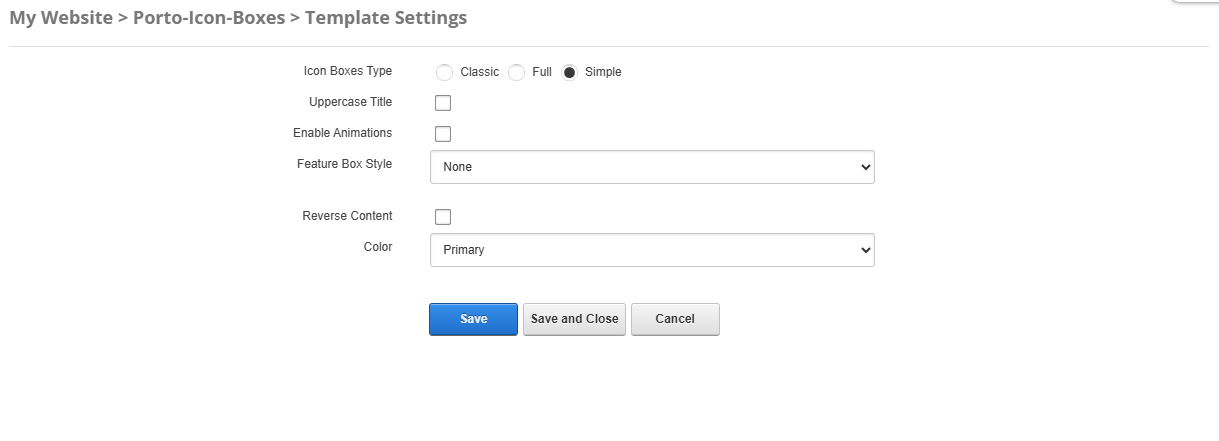 My Website > Porto-Icon-Boxes > Template Settings
Icon Boxes Type Classic Full Simple
Uppercase Title
Enable Animations
Feature Box Style None
Reverse Content
Color Primary
Save Save and Close Cancel